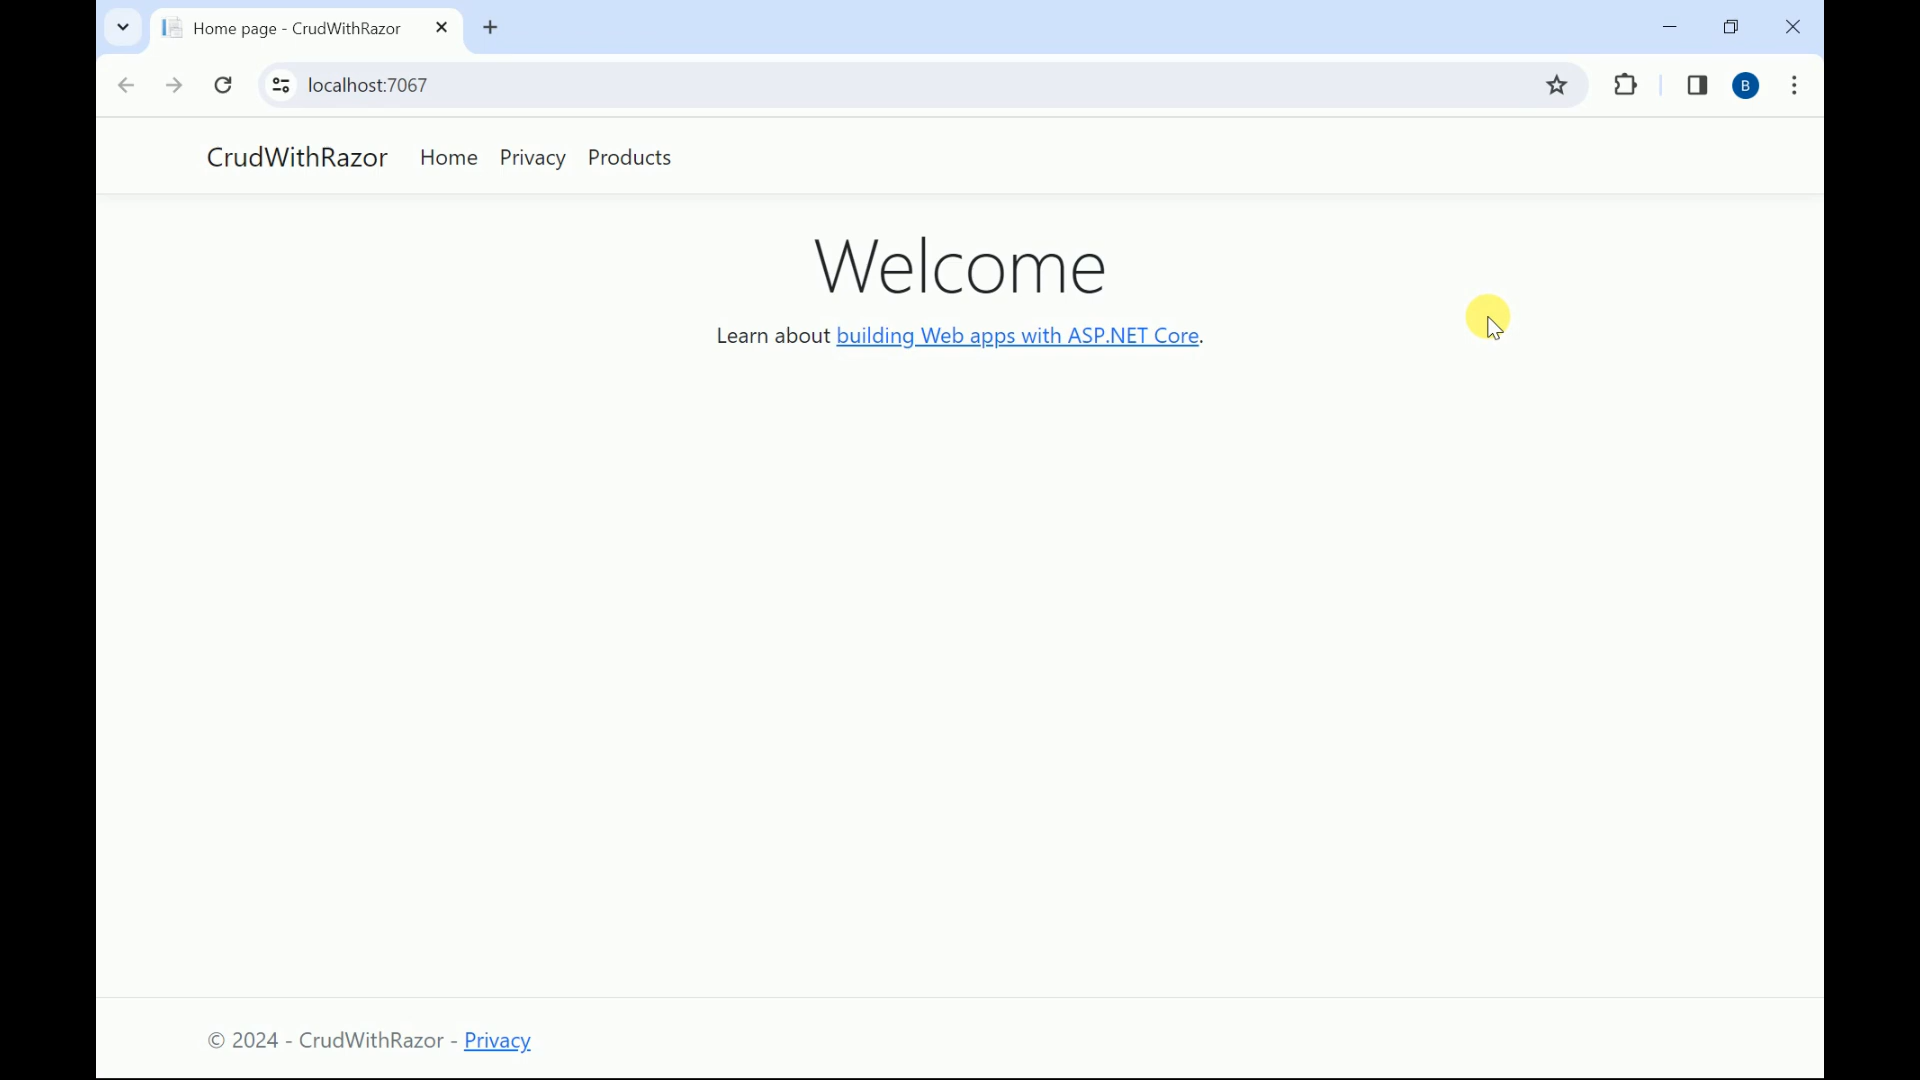 Home page - CrudWithRazor
localhost:7067
B
CrudWithRazor Home Privacy Products
Welcome
Learn about building Web apps with ASP.NET Core.
© 2024 - CrudWithRazor - Privacy